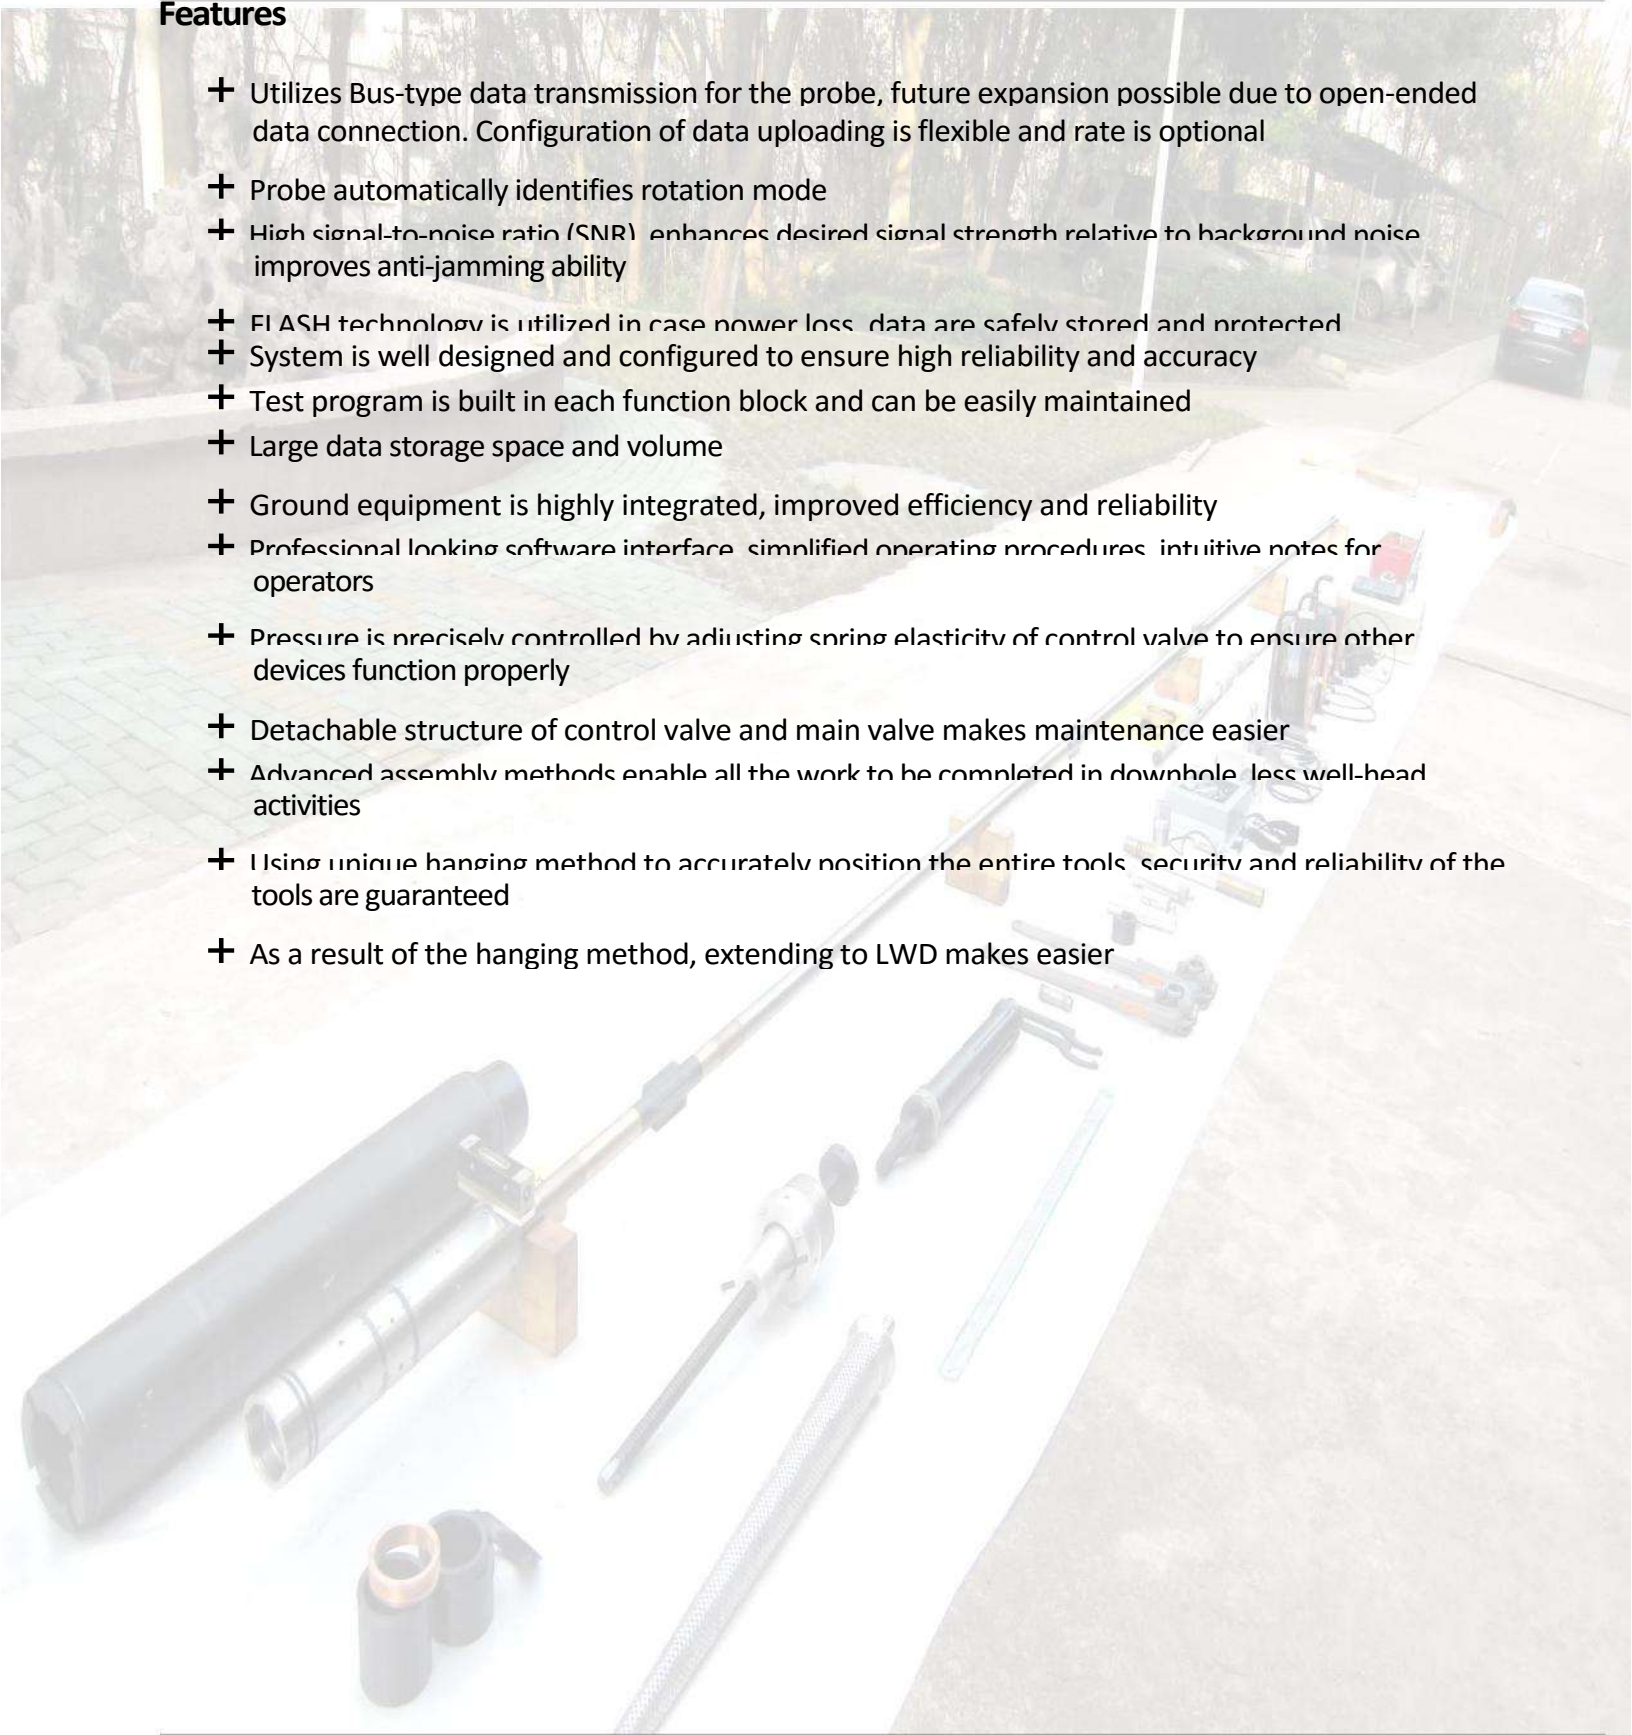 Features
+ Utilizes Bus-type data transmission for the probe, future expansion possible due to open-ended
data connection. Configuration of data uploading is flexible and rate is optional
+ Probe automatically identifies rotation mode
+ High signal-to-noise ratio (SNR), enhances desired signal strength relative to background noise
improves anti-jamming ability
+ FLASH technology is utilized in case power loss, data are safely stored and protected
+ System is well designed and configured to ensure high reliability and accuracy
+ Test program is built in each function block and can be easily maintained
+ Large data storage space and volume
+ Ground equipment is highly integrated, improved efficiency and reliability
+ Professional looking software interface, simplified operating procedures, intuitive notes for
operators
+ Pressure is precisely controlled by adjusting spring elasticity of control valve to ensure other
devices function properly
+ Detachable structure of control valve and main valve makes maintenance easier
+ Advanced assembly methods enable all the work to be completed in downhole, less well-head
activities
+ Using unique hanging method to accurately position the entire tools, security and reliability of the
tools are guaranteed
+ As a result of the hanging method, extending to LWD makes easier